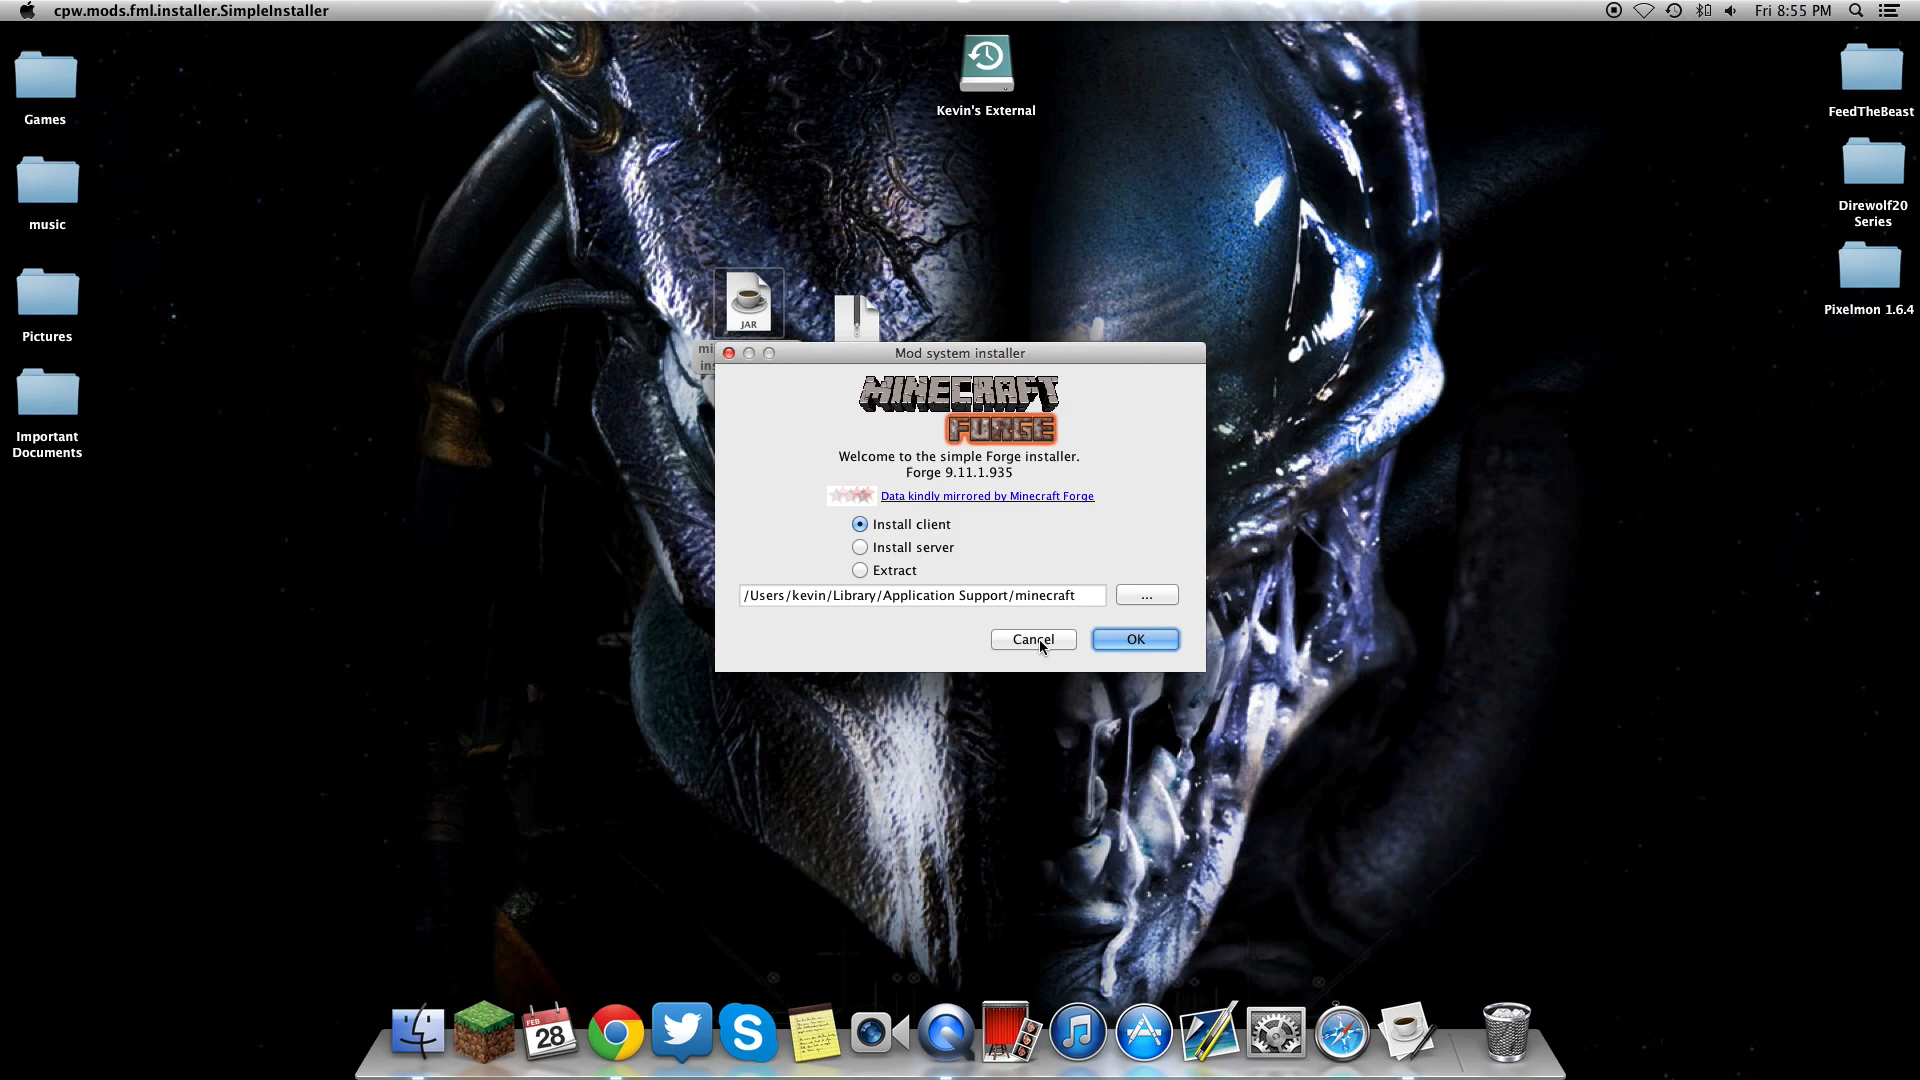 cpw.mods.fml.installer.SimpleInstaller
Fri 8:55 PM
Games
music
Pictures
Important
Documents
Kevin's External
FeedTheBeast
Direwolf20
Series
Pixelmon 1.6.4
JAR
Mod system installer
MINECRAFT
FORGE
Welcome to the simple Forge installer.
Forge 9.11.1.935
Data kindly mirrored by Minecraft Forge
Install client
Install server
Extract
/Users/kevin/Library/Application Support/minecraft
...
Cancel
OK
FEB
28